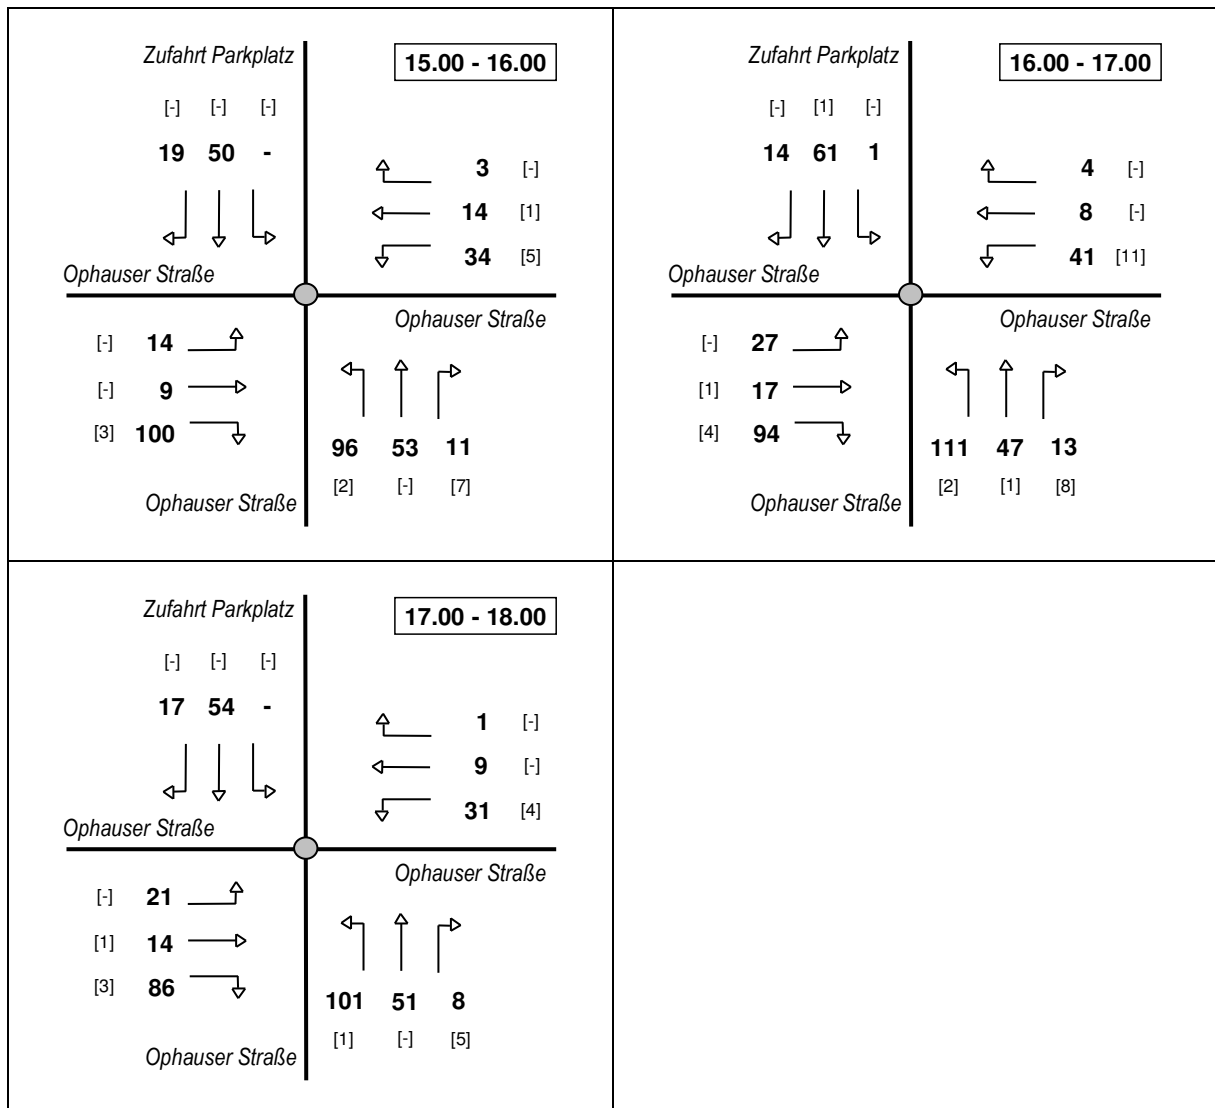 Zufahrt Parkplatz 15.00 - 16.00
[-] [-] [-]
19 50 -
3 [-]
14 [1]
34 [5]
Ophauser Straße
Ophauser Straße
[-] 14
[-] 9
[3] 100
96 53 11
[2] [-] [7]
Ophauser Straße
Zufahrt Parkplatz 16.00 - 17.00
[-] [1] [-]
14 61 1
4 [-]
8 [-]
41 [11]
Ophauser Straße
Ophauser Straße
[-] 27
[1] 17
[4] 94
111 47 13
[2] [1] [8]
Ophauser Straße
Zufahrt Parkplatz 17.00 - 18.00
[-] [-] [-]
17 54 -
1 [-]
9 [-]
31 [4]
Ophauser Straße
Ophauser Straße
[-] 21
[1] 14
[3] 86
101 51 8
[1] [-] [5]
Ophauser Straße